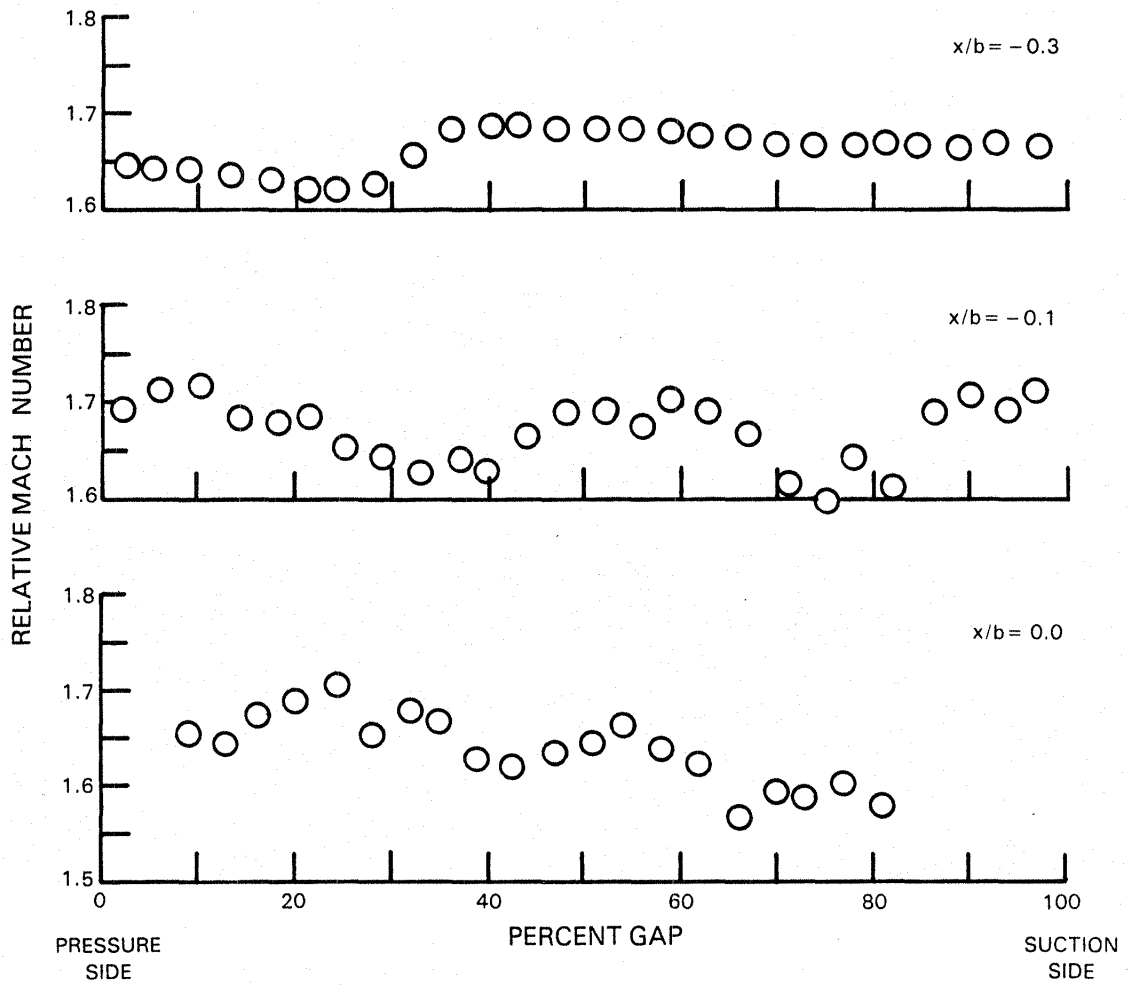 1.8
x/b= -0.3
1.7
1.6
1.8
x/b= -0.1
1.7
1.6
RELATIVE MACH NUMBER
1.8
x/b= 0.0
1.7
1.6
1.5
0 20 40 60 80 100
PERCENT GAP
PRESSURE
SIDE
SUCTION
SIDE